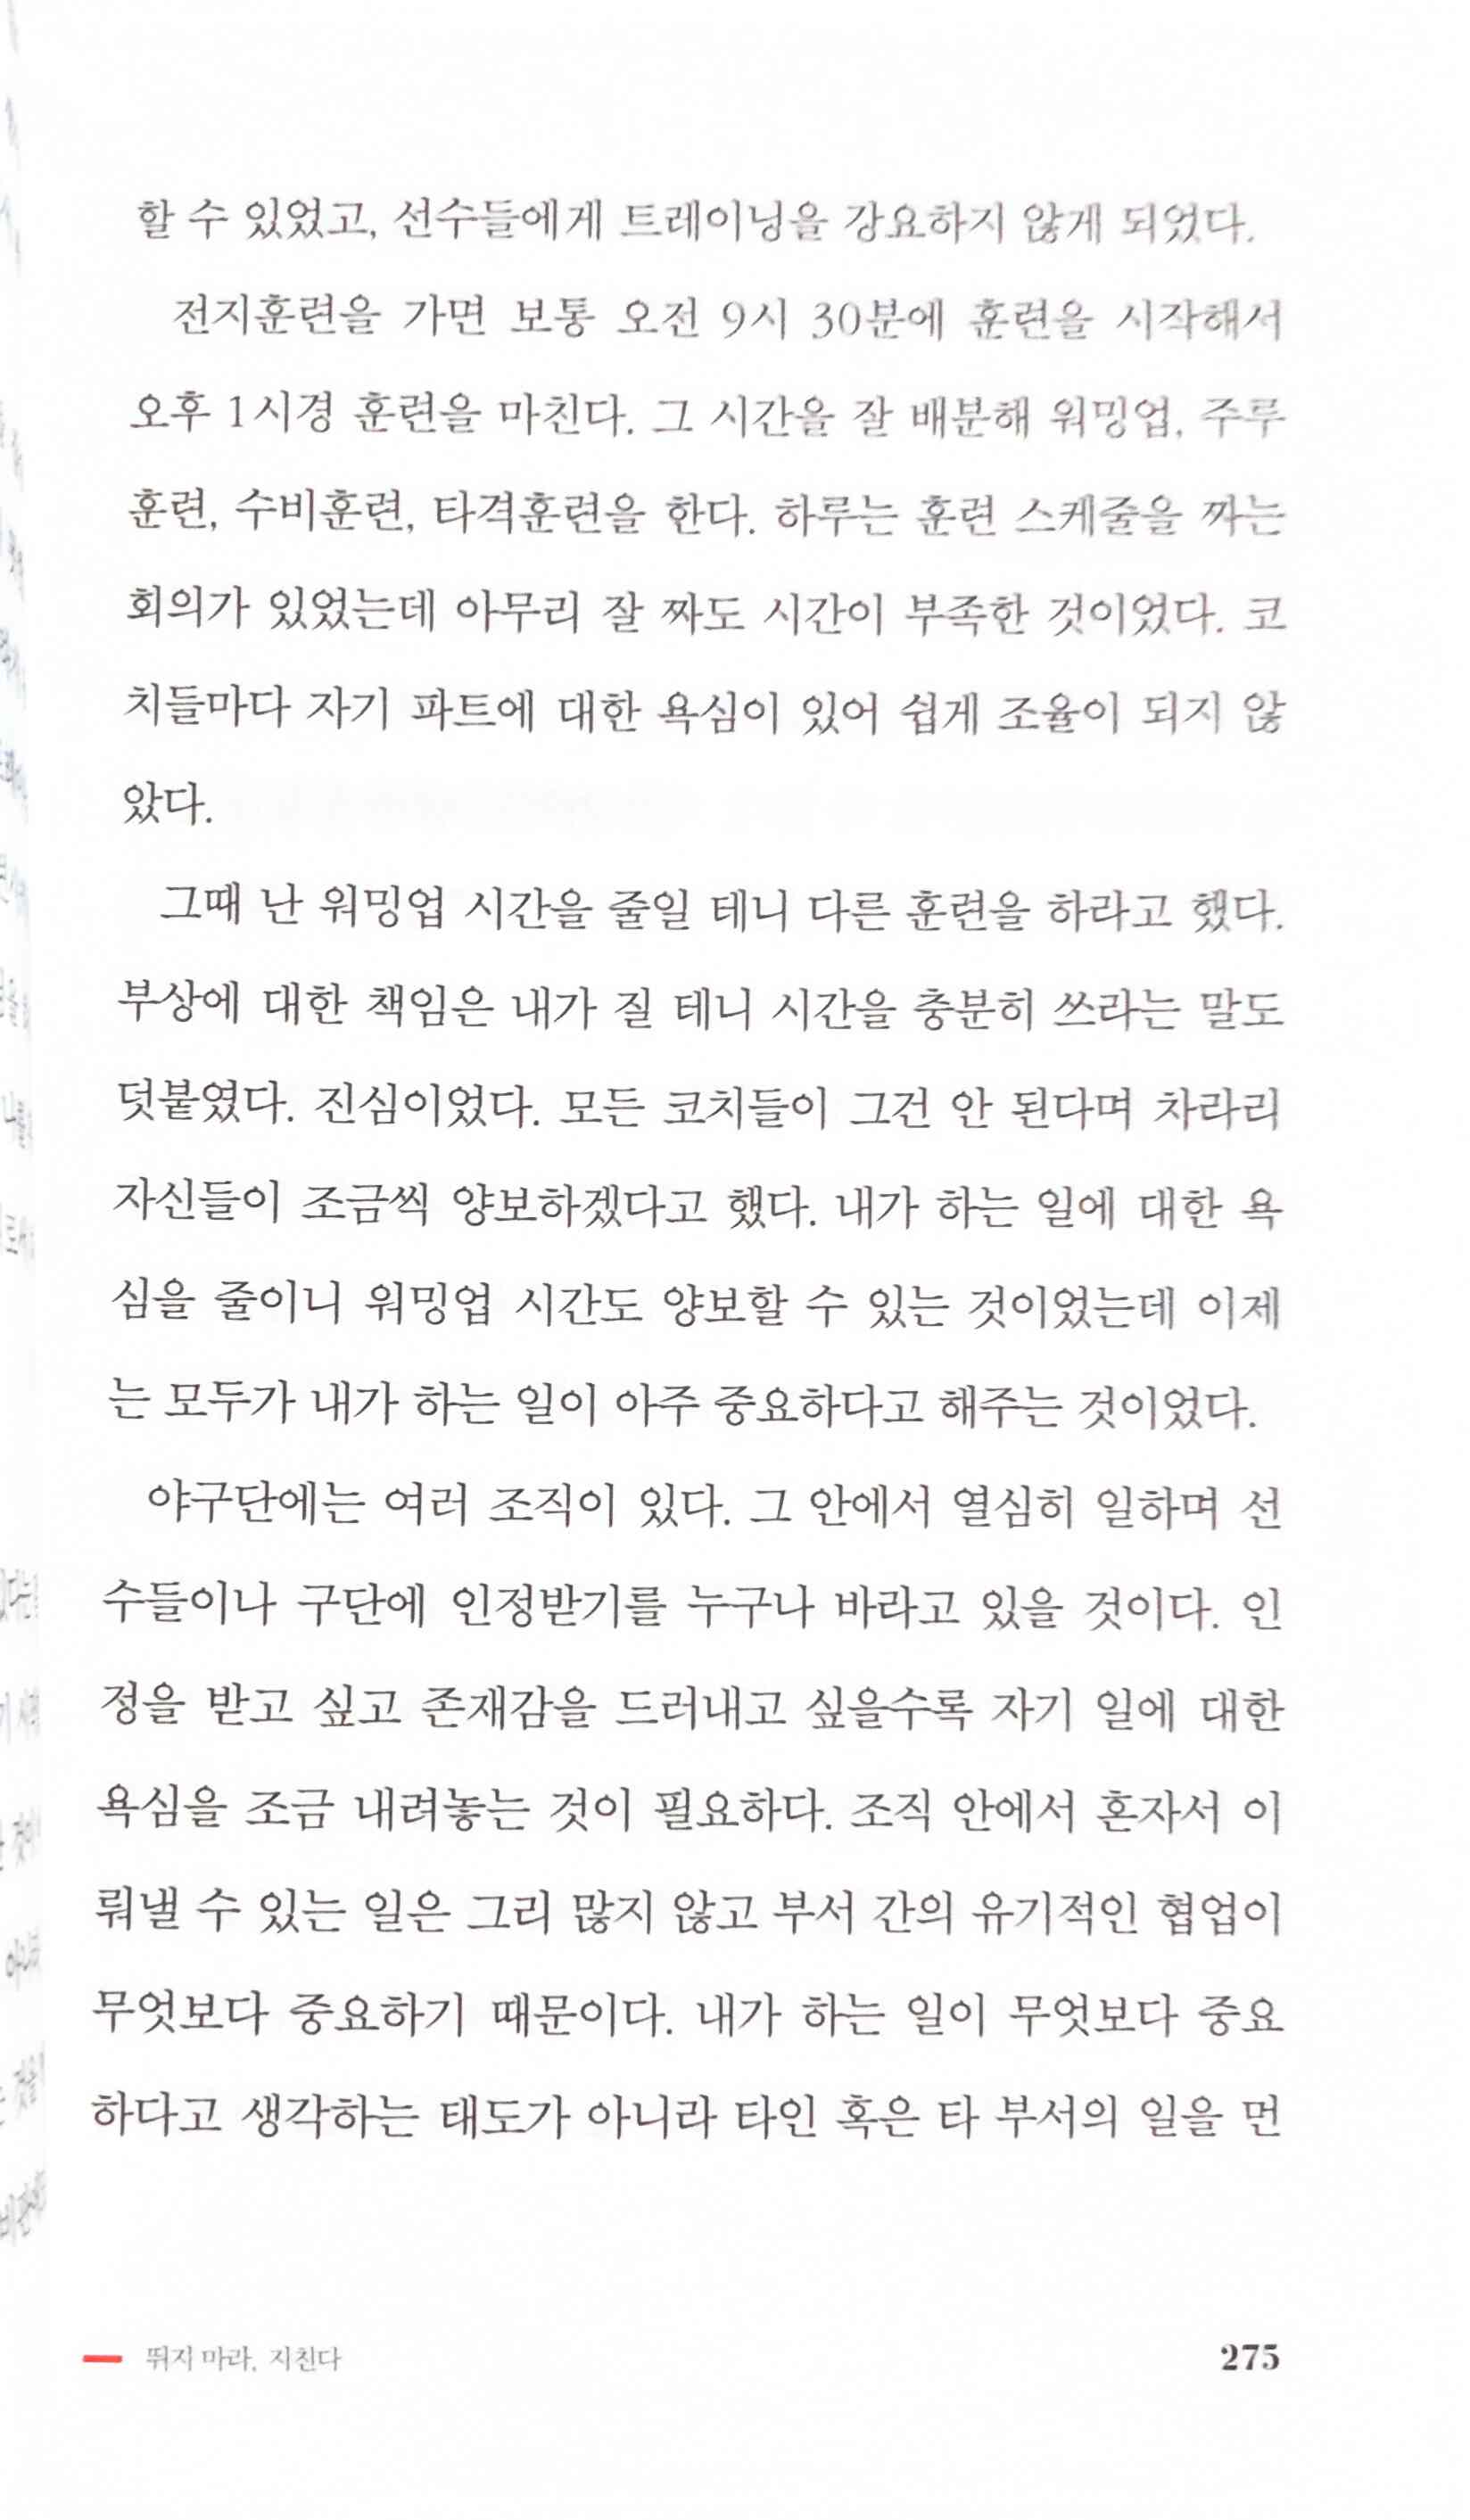 할 수 있었고, 선수들에게 트레이닝을 강요하지 않게 되었다.
전지훈련을 가면 보통 오전 9시 30분에 훈련을 시작해서
오후 1시경 훈련을 마친다. 그 시간을 잘 배분해 워밍업, 주루
훈련, 수비훈련, 타격훈련을 한다. 하루는 훈련 스케줄을 짜는
회의가 있었는데 아무리 잘 짜도 시간이 부족한 것이었다. 코
치들마다 자기 파트에 대한 욕심이 있어 쉽게 조율이 되지 않
았다.
그때 난 워밍업 시간을 줄일 테니 다른 훈련을 하라고 했다.
부상에 대한 책임은 내가 질 테니 시간을 충분히 쓰라는 말도
덧붙였다. 진심이었다. 모든 코치들이 그건 안 된다며 차라리
자신들이 조금씩 양보하겠다고 했다. 내가 하는 일에 대한 욕
심을 줄이니 워밍업 시간도 양보할 수 있는 것이었는데 이제
는 모두가 내가 하는 일이 아주 중요하다고 해주는 것이었다.
야구단에는 여러 조직이 있다. 그 안에서 열심히 일하며 선
수들이나 구단에 인정받기를 누구나 바라고 있을 것이다. 인
정을 받고 싶고 존재감을 드러내고 싶을수록 자기 일에 대한
욕심을 조금 내려놓는 것이 필요하다. 조직 안에서 혼자서 이
뤄낼 수 있는 일은 그리 많지 않고 부서 간의 유기적인 협업이
무엇보다 중요하기 때문이다. 내가 하는 일이 무엇보다 중요
하다고 생각하는 태도가 아니라 타인 혹은 타 부서의 일을 먼
뛰지 마라, 지친다 275